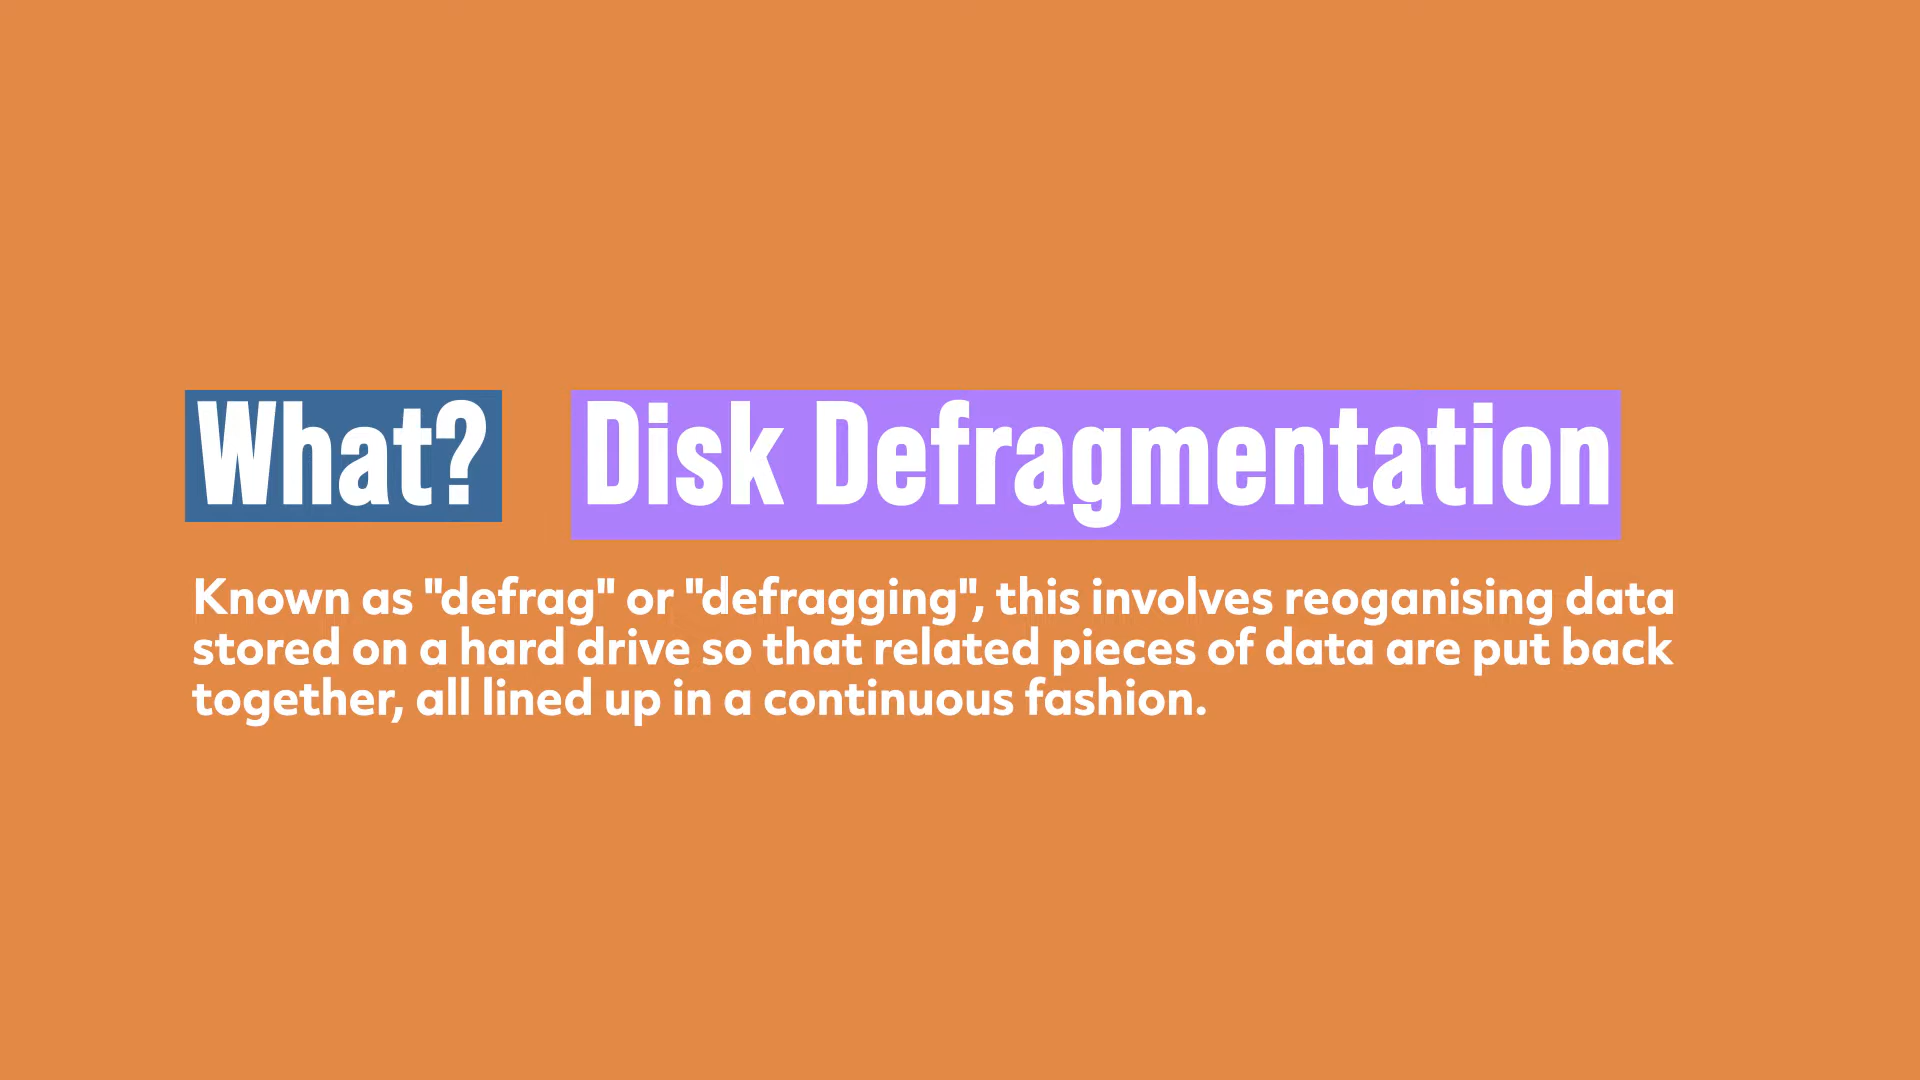 What? Disk Defragmentation
Known as "defrag" or "defragging", this involves reoganising data
stored on a hard drive so that related pieces of data are put back
together, all lined up in a continuous fashion.